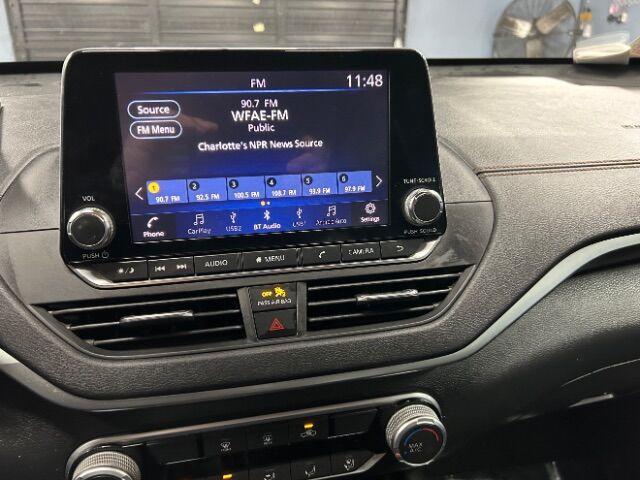 FM 11:48
Source
90.7 FM
WFAE-FM
FM Menu
Public
Charlotte's NPR News Source
1 2 3 4 5 6
90.7 FM 92.5 FM 100.5 FM 106.7 FM 93.9 FM 97.9 FM
Phone CarPlay USB2 BT Audio USB1 Settings
VOL
PUSH
TUNE·SCROLL
PUSH SOUND
AUDIO MENU CAMERA
OFF
PASS AIR BAG
MAX
A/C